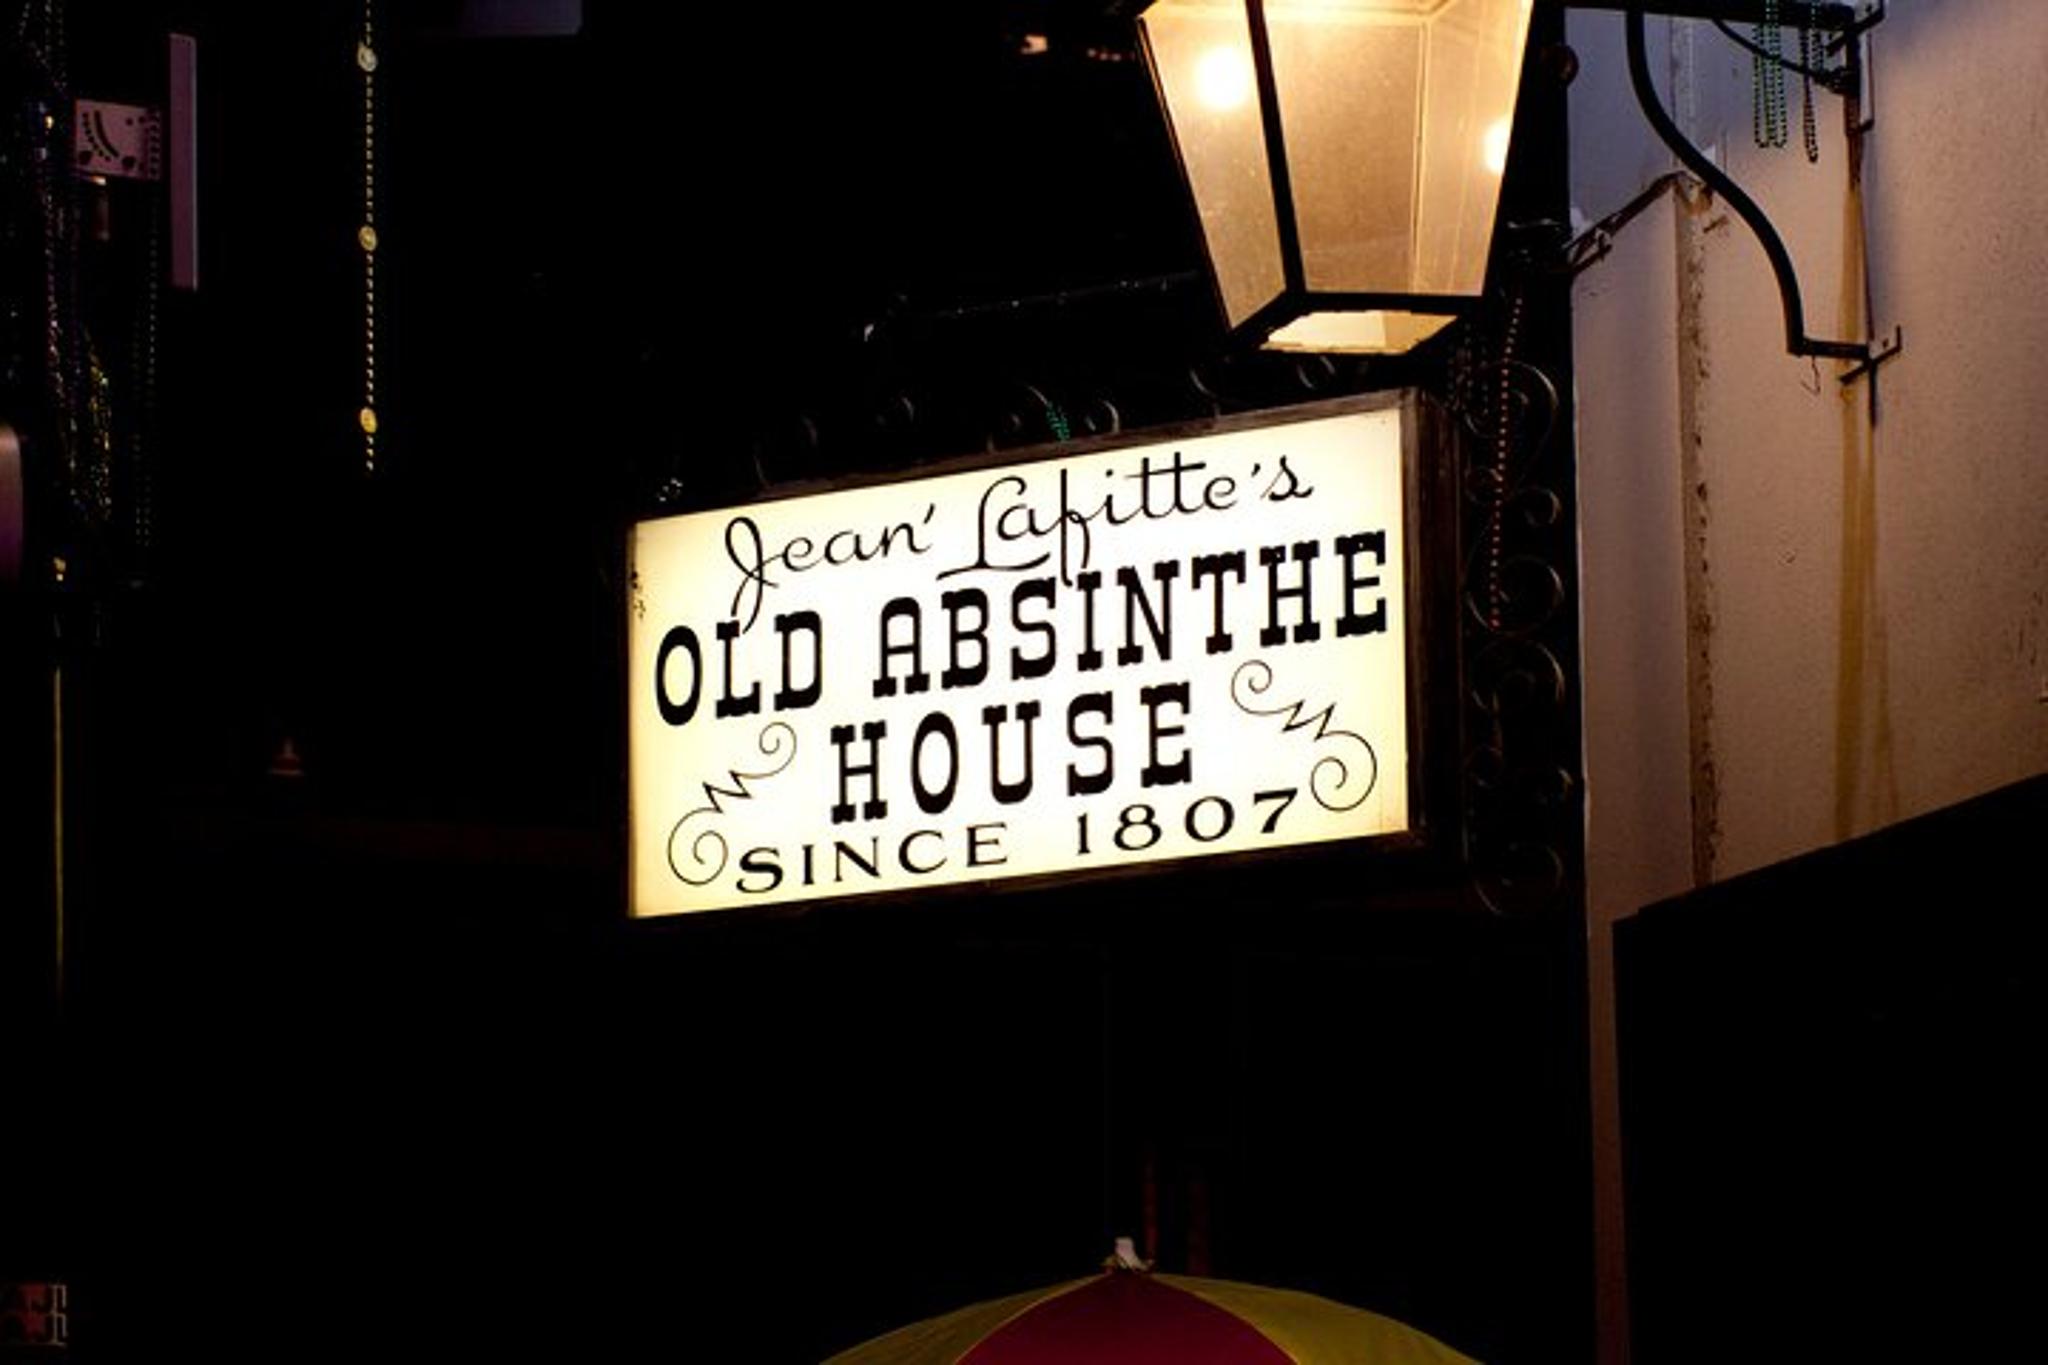 Jean' Lafitte's
OLD ABSINTHE
HOUSE
SINCE 1807